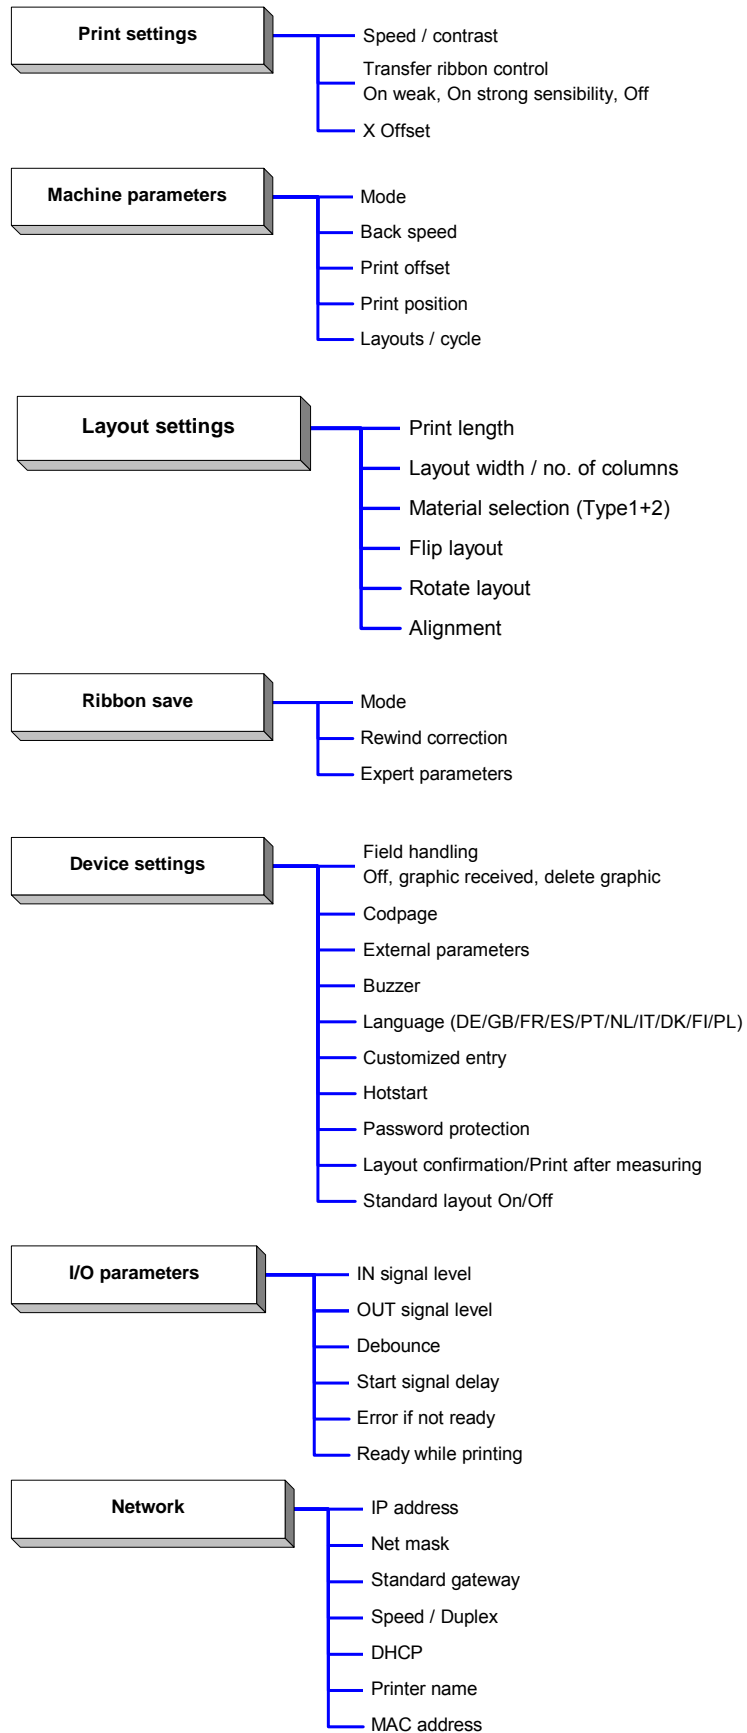 Print settings
Speed / contrast
Transfer ribbon control
On weak, On strong sensibility, Off
X Offset
Machine parameters
Mode
Back speed
Print offset
Print position
Layouts / cycle
Layout settings
Print length
Layout width / no. of columns
Material selection (Type1+2)
Flip layout
Rotate layout
Alignment
Ribbon save
Mode
Rewind correction
Expert parameters
Device settings
Field handling
Off, graphic received, delete graphic
Codpage
External parameters
Buzzer
Language (DE/GB/FR/ES/PT/NL/IT/DK/FI/PL)
Customized entry
Hotstart
Password protection
Layout confirmation/Print after measuring
Standard layout On/Off
I/O parameters
IN signal level
OUT signal level
Debounce
Start signal delay
Error if not ready
Ready while printing
Network
IP address
Net mask
Standard gateway
Speed / Duplex
DHCP
Printer name
MAC address